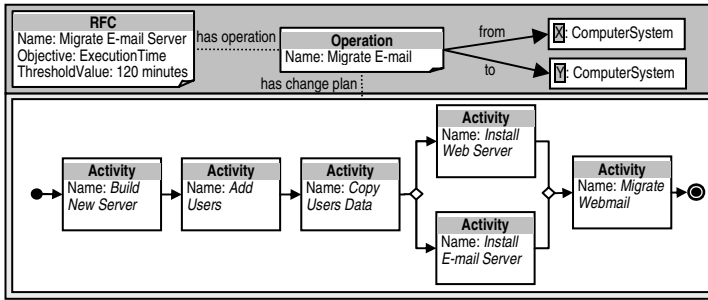 RFC
Name: Migrate E-mail Server
Objective: ExecutionTime
ThresholdValue: 120 minutes
has operation
Operation
Name: Migrate E-mail
from
X: ComputerSystem
to
Y: ComputerSystem
has change plan
Activity
Name: Build
New Server
Activity
Name: Add
Users
Activity
Name: Copy
Users Data
Activity
Name: Install
Web Server
Activity
Name: Install
E-mail Server
Activity
Name: Migrate
Webmail